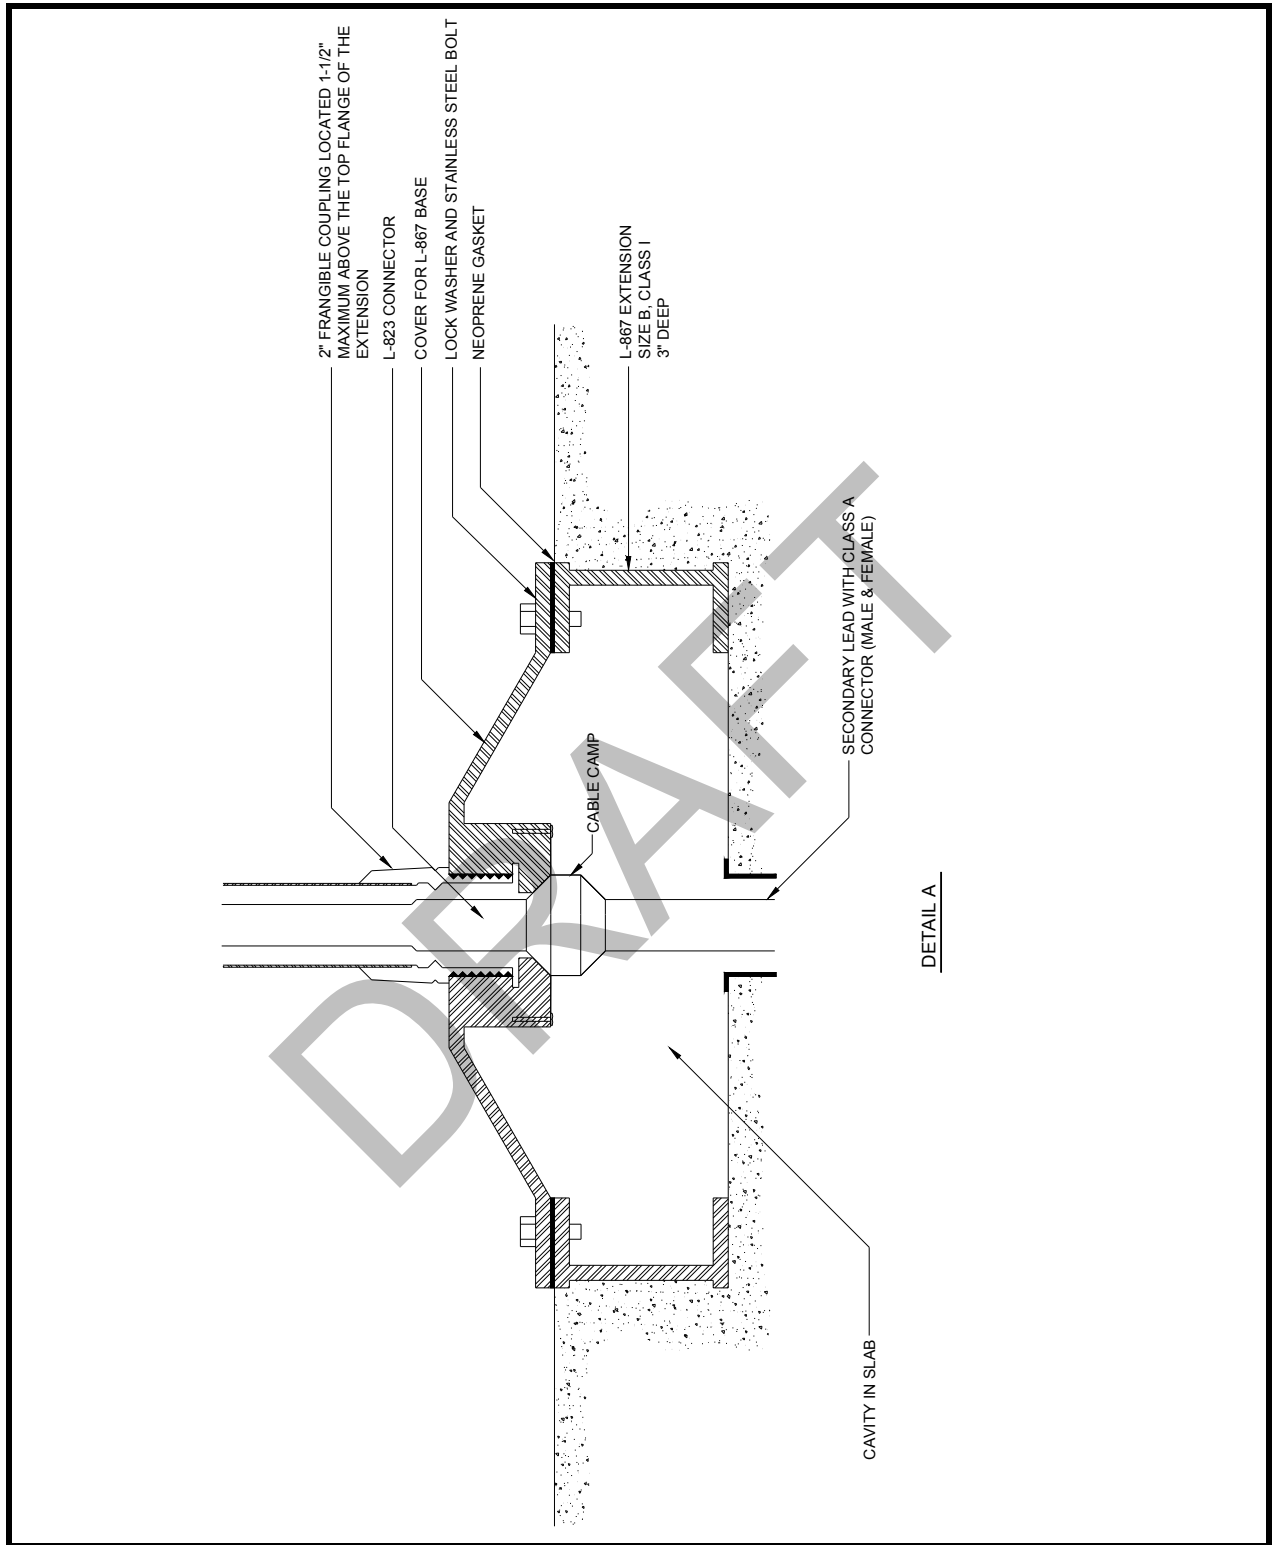 2" FRANGIBLE COUPLING LOCATED 1-1/2"
MAXIMUM ABOVE THE TOP FLANGE OF THE
EXTENSION
L-823 CONNECTOR
COVER FOR L-867 BASE
LOCK WASHER AND STAINLESS STEEL BOLT
NEOPRENE GASKET
L-867 EXTENSION
SIZE B, CLASS I
3" DEEP
CABLE CAMP
SECONDARY LEAD WITH CLASS A
CONNECTOR (MALE & FEMALE)
CAVITY IN SLAB
DETAIL A
DRAFT